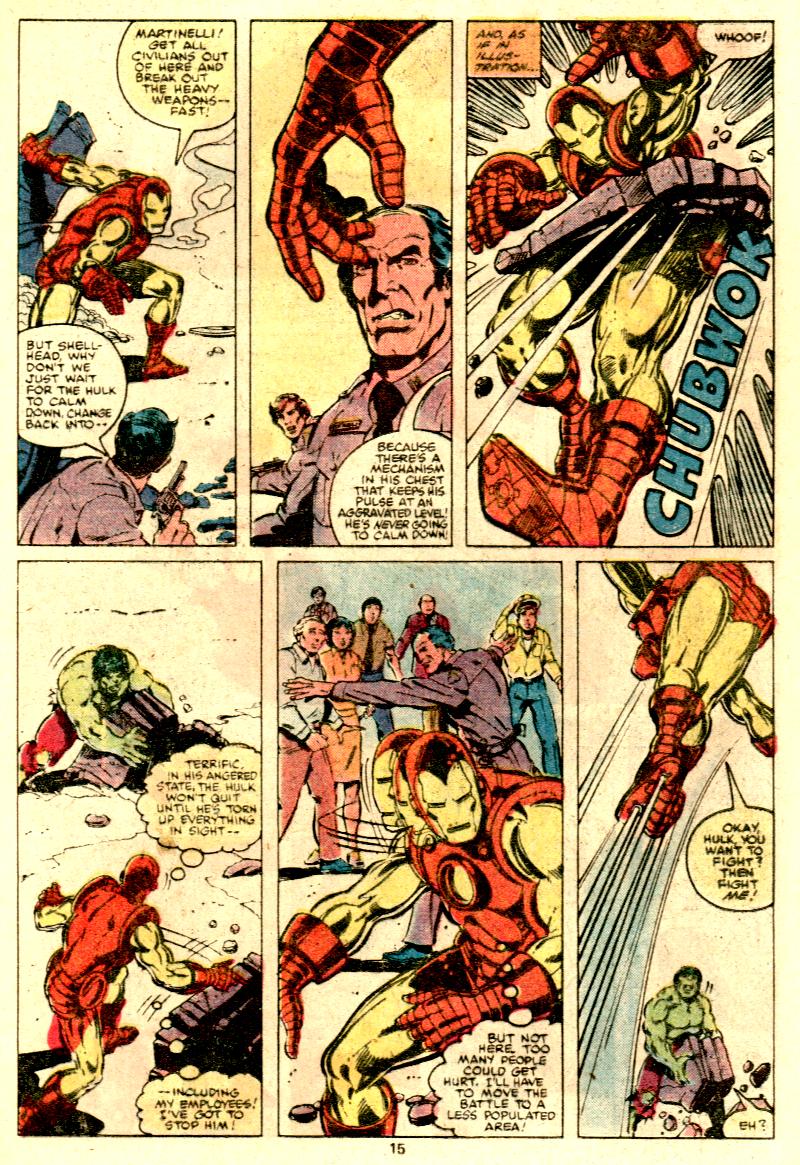 MARTINELLI!
GET ALL
CIVILIANS OUT
OF HERE AND
BREAK OUT
THE HEAVY
WEAPONS--
FAST!
BUT SHELL-
HEAD, WHY
DON'T WE
JUST WAIT
FOR THE HULK
TO CALM
DOWN, CHANGE
BACK INTO--
BECAUSE
THERE'S A
MECHANISM
IN HIS CHEST
THAT KEEPS HIS
PULSE AT AN
AGGRAVATED LEVEL!
HE'S NEVER GOING
TO CALM DOWN!
AND, AS
IF IN
ILLUS-
TRATION...
WHOOF!
CHUBWOK
TERRIFIC.
IN HIS ANGERED
STATE, THE HULK
WON'T QUIT
UNTIL HE'S TORN
UP EVERYTHING
IN SIGHT--
--INCLUDING
MY EMPLOYEES!
I'VE GOT TO
STOP HIM!
BUT NOT
HERE. TOO
MANY PEOPLE
COULD GET
HURT. I'LL HAVE
TO MOVE THE
BATTLE TO A
LESS POPULATED
AREA!
OKAY,
HULK, YOU
WANT TO
FIGHT?
THEN
FIGHT
ME!
EH?
15